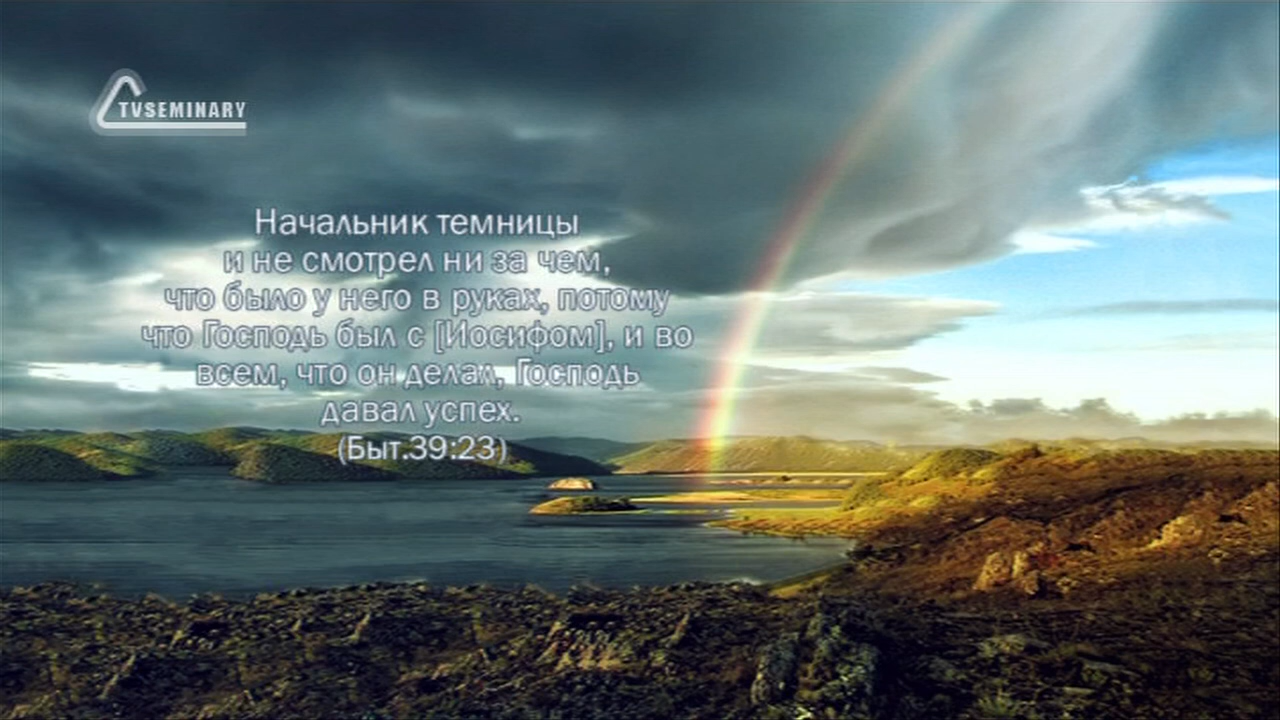 TVSEMINARY
Начальник темницы
и не смотрел ни за чем,
что было у него в руках, потому
что Господь был с [Иосифом], и во
всем, что он делал, Господь
давал успех.
(Быт.39:23)